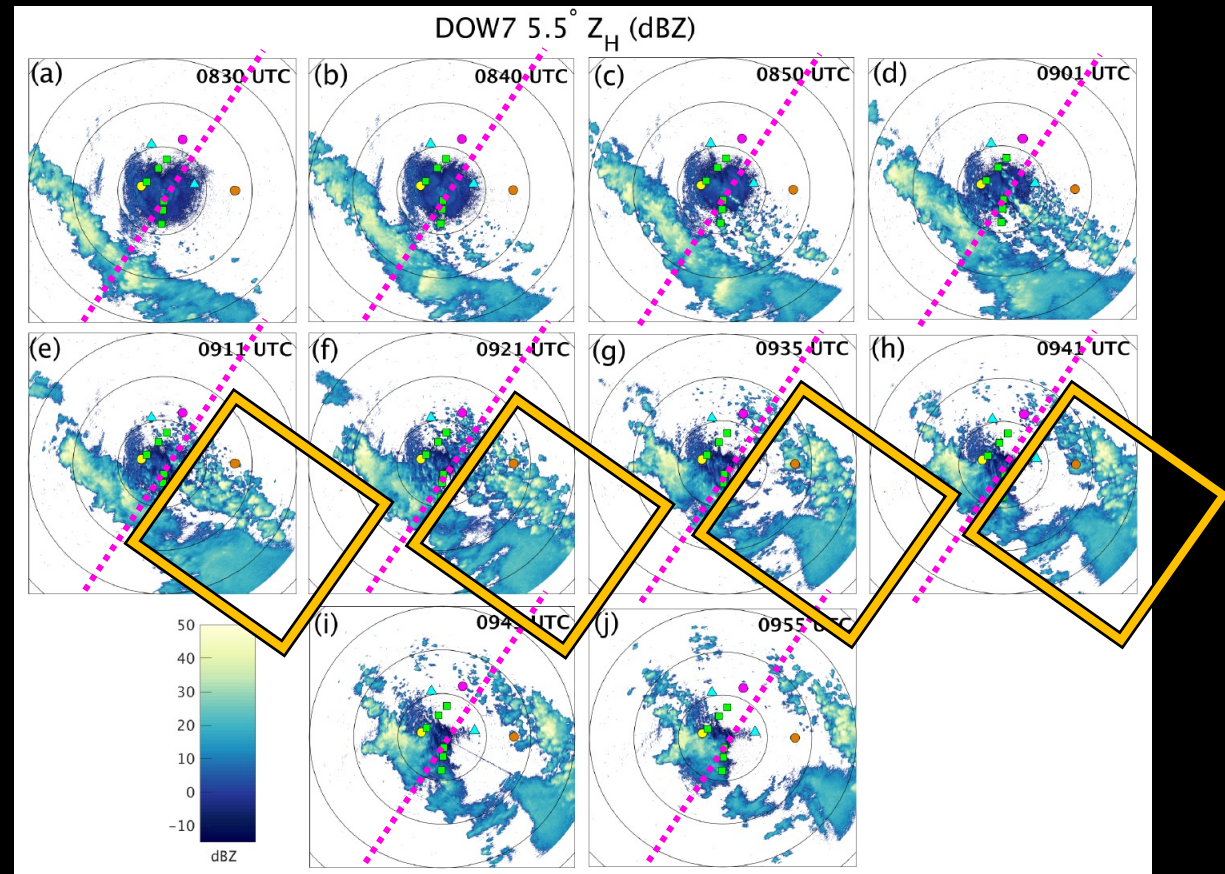 DOW7 5.5° Z_H (dBZ)
(a) 0830 UTC
(b) 0840 UTC
(c) 0850 UTC
(d) 0901 UTC
(e) 0911 UTC
(f) 0921 UTC
(g) 0935 UTC
(h) 0941 UTC
(i) UTC
(j) 0955 UTC
50
40
30
20
10
0
−10
dBZ